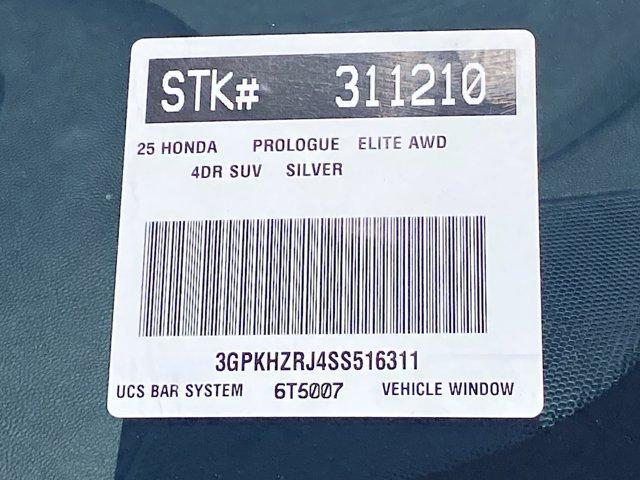 STK# 311210
25 HONDA PROLOGUE ELITE AWD
4DR SUV SILVER
3GPKHZRJ4SS516311
UCS BAR SYSTEM 6T5007 VEHICLE WINDOW